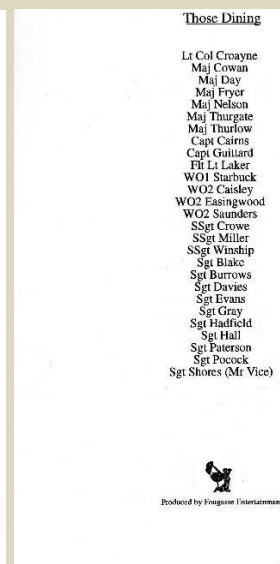 Those Dining
Lt Col Croayne
Maj Cowan
Maj Day
Maj Fryer
Maj Nelson
Maj Thurgate
Maj Thurlow
Capt Cairns
Capt Guittard
Flt Lt Laker
WO1 Starbuck
WO2 Caisley
WO2 Easingwood
WO2 Saunders
SSgt Crowe
SSgt Miller
SSgt Winship
Sgt Blake
Sgt Burrows
Sgt Davies
Sgt Evans
Sgt Gray
Sgt Hadfield
Sgt Hall
Sgt Paterson
Sgt Pocock
Sgt Shores (Mr Vice)
Produced by Fougasse Entertainmen